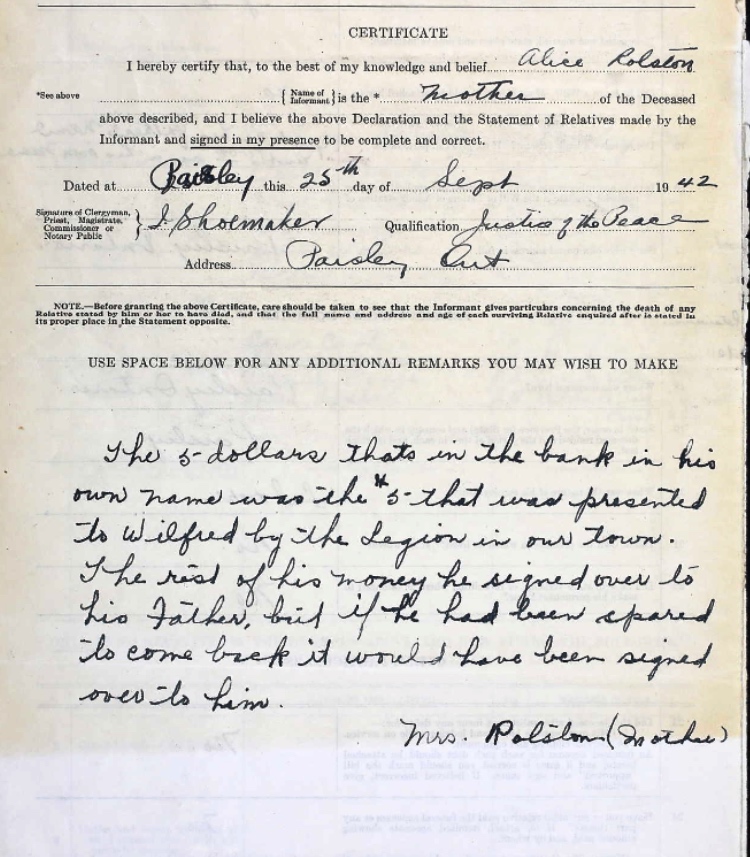 CERTIFICATE
I hereby certify that, to the best of my knowledge and belief Alice Rolston
*See above { Name of Informant } is the * Mother of the Deceased
above described, and I believe the above Declaration and the Statement of Relatives made by the
Informant and signed in my presence to be complete and correct.
Dated at Paisley this 25th day of Sept 1942
Signature of Clergyman, Priest, Magistrate, Commissioner or Notary Public } I. Shoemaker Qualification Justice of the Peace
Address Paisley Ont
NOTE.—Before granting the above Certificate, care should be taken to see that the Informant gives particulars concerning the death of any
Relative stated by him or her to have died, and that the full name and address and age of each surviving Relative enquired after is stated in
its proper place in the Statement opposite.
USE SPACE BELOW FOR ANY ADDITIONAL REMARKS YOU MAY WISH TO MAKE
The 5 dollars thats in the bank in his
own name was the $5 that was presented
to Wilfred by the Legion in our town.
The rest of his money he signed over to
his Father, but if he had been spared
to come back it would have been signed
over to him.
Mrs. Rolston (Mother)